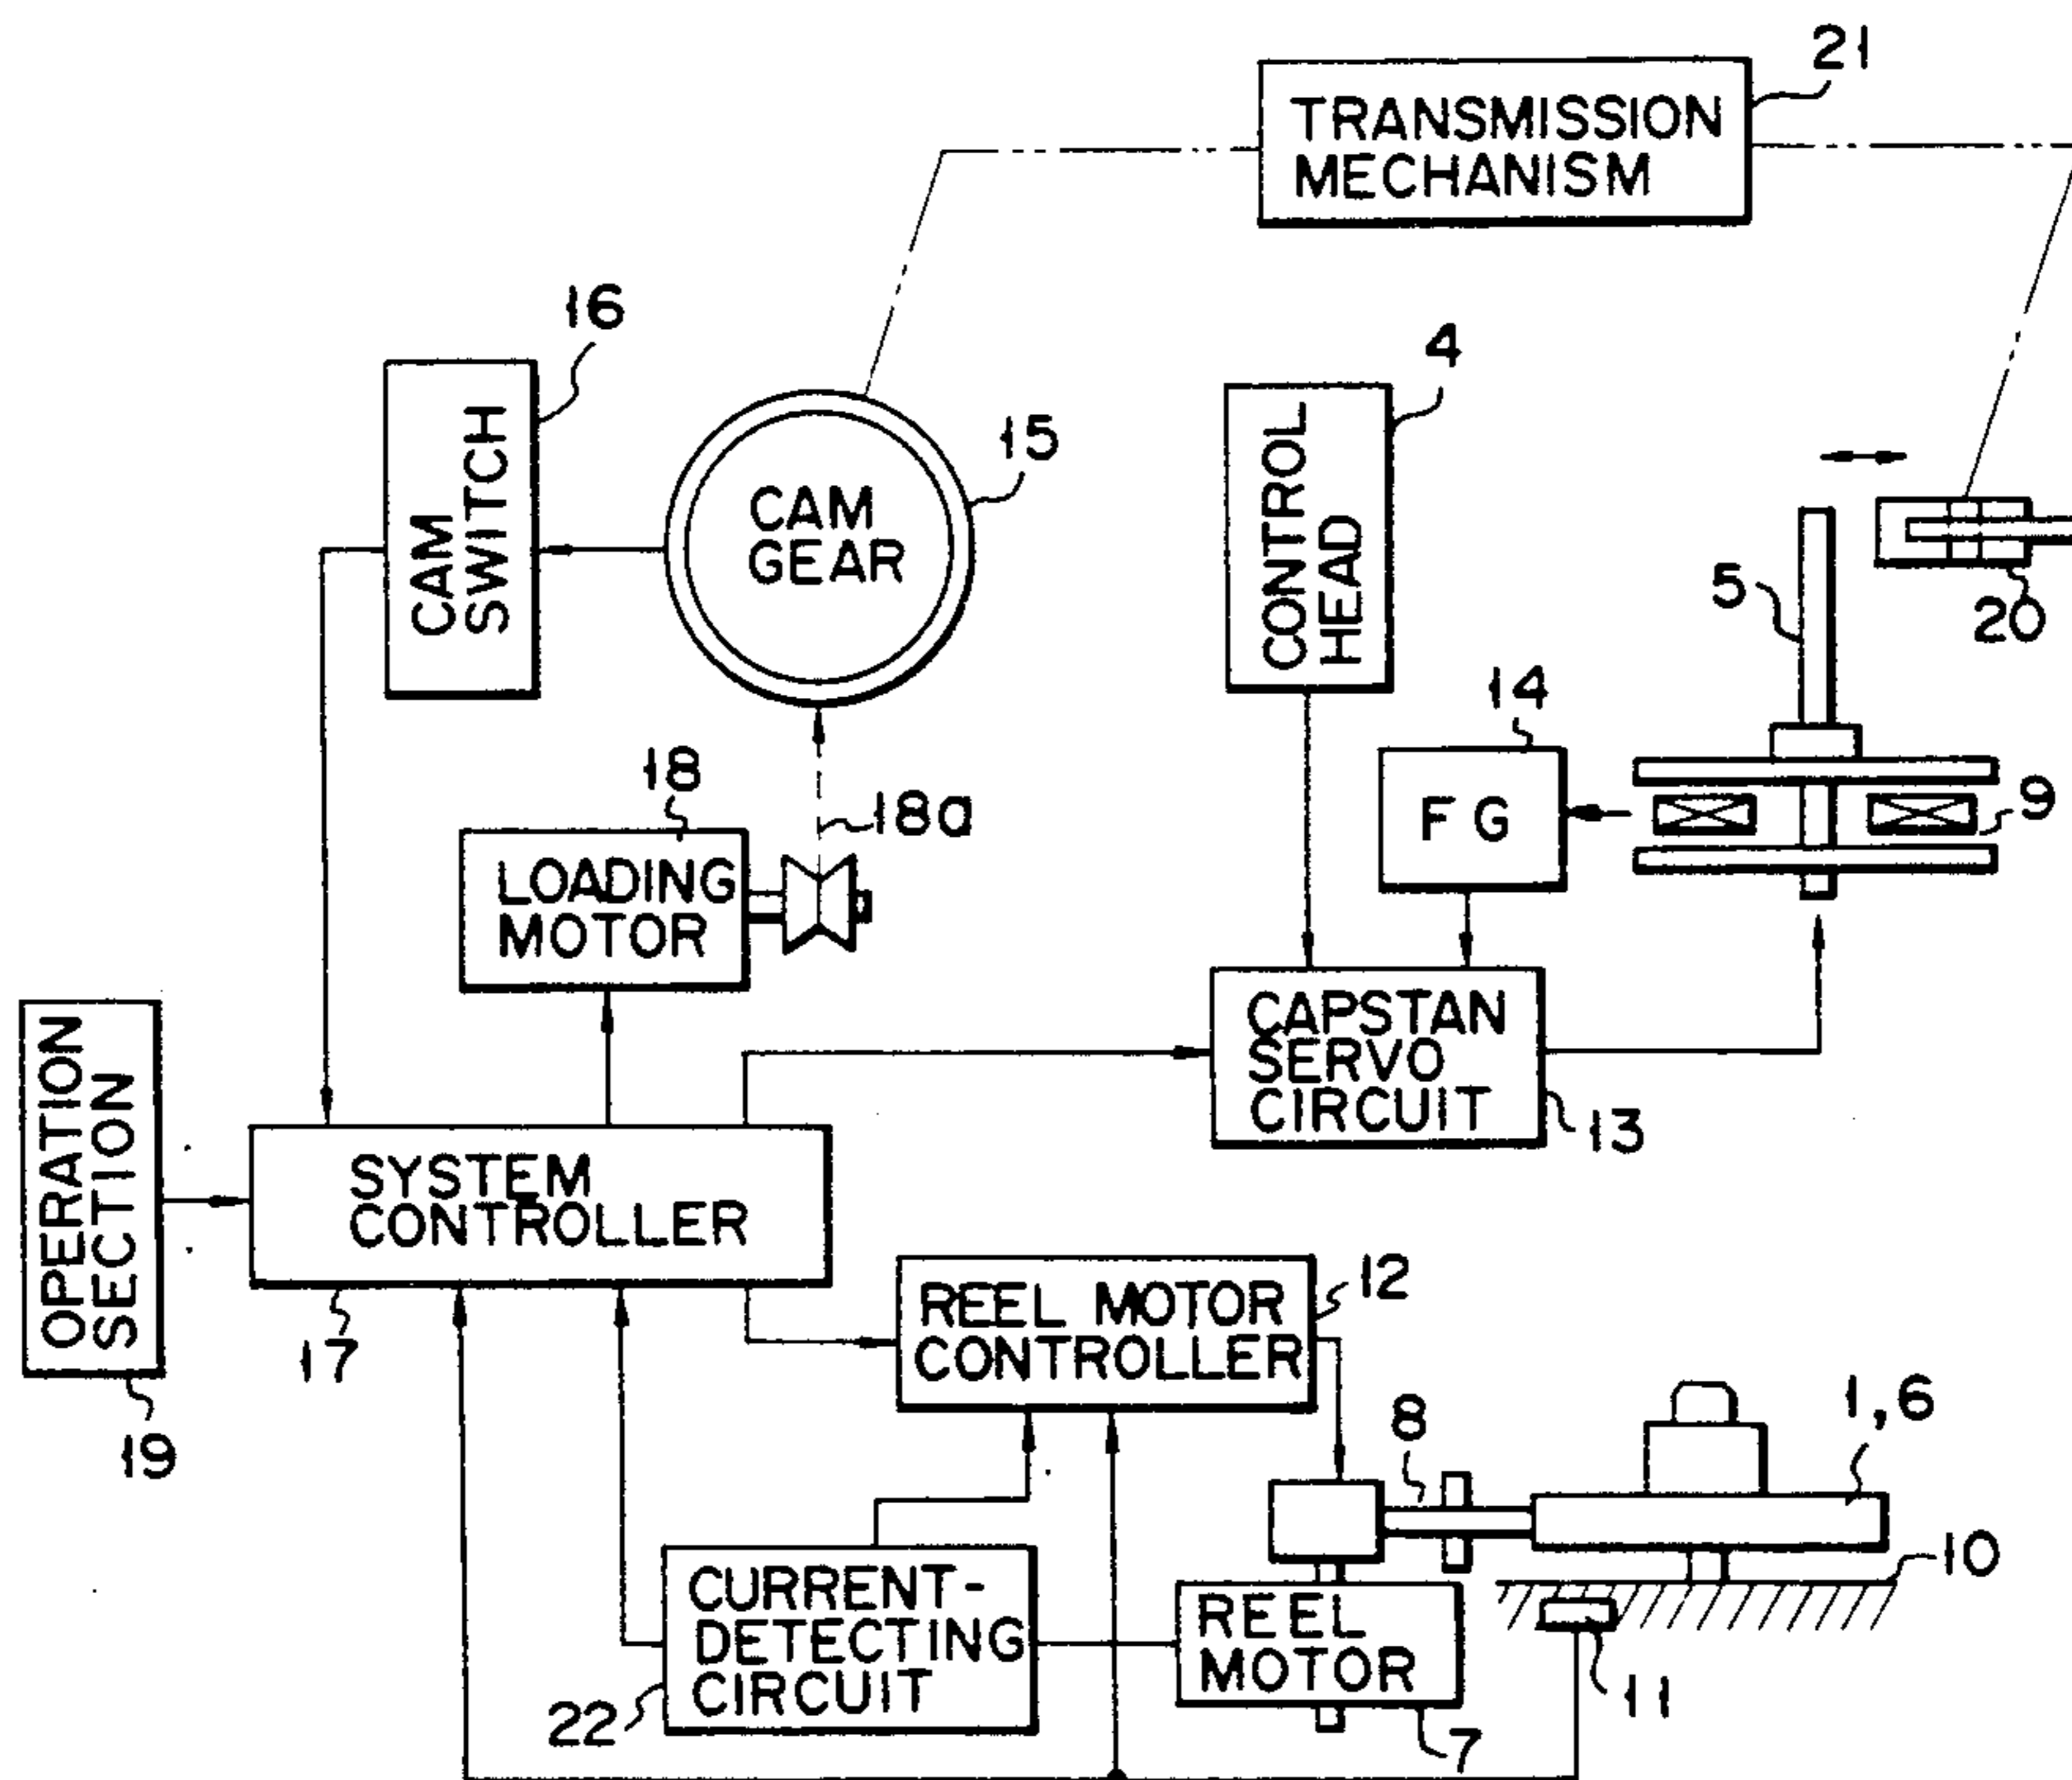 21
TRANSMISSION
MECHANISM
16
4
15
CAM
SWITCH
CAM
GEAR
CONTROL
HEAD
5
20
14
18
18a
FG
9
LOADING
MOTOR
OPERATION
SECTION
CAPSTAN
SERVO
CIRCUIT
13
SYSTEM
CONTROLLER
12
REEL MOTOR
CONTROLLER
17
8
1,6
19
10
CURRENT-
DETECTING
CIRCUIT
REEL
MOTOR
11
22
7